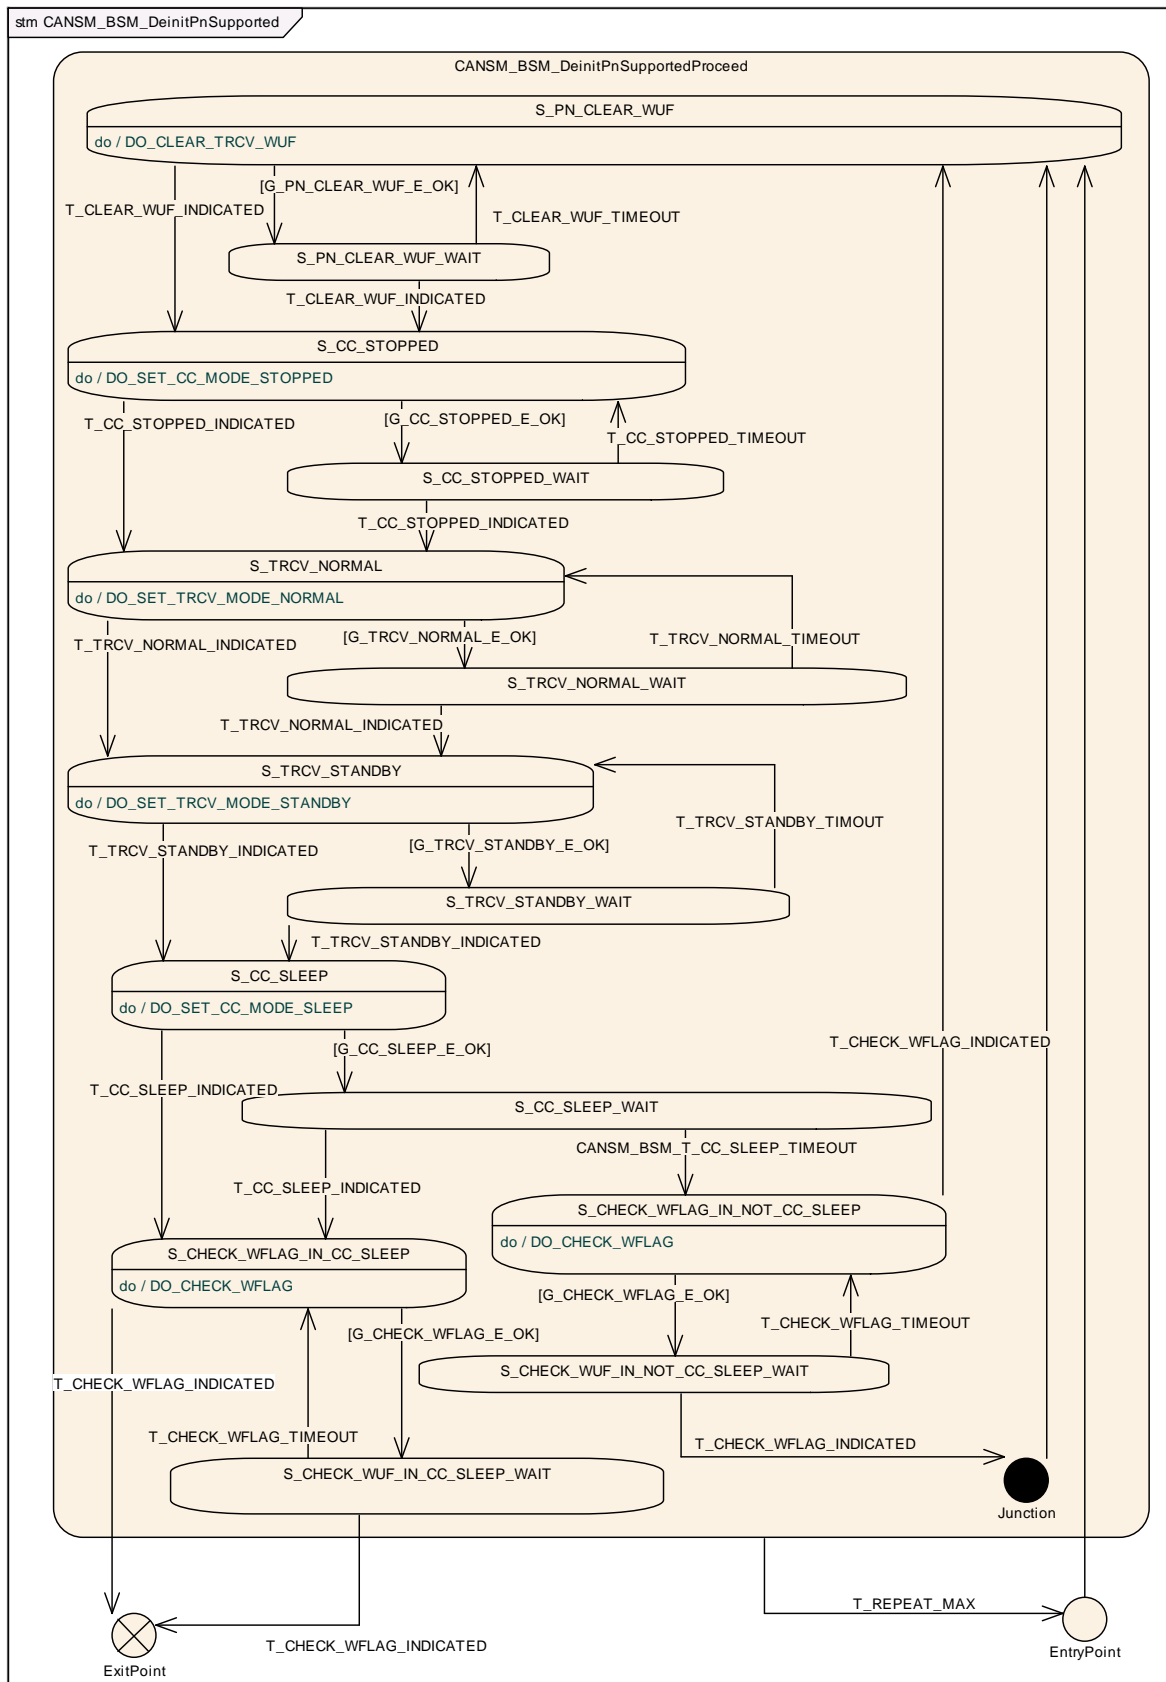 stm CANSM_BSM_DeinitPnSupported
CANSM_BSM_DeinitPnSupportedProceed
S_PN_CLEAR_WUF
do / DO_CLEAR_TRCV_WUF
[G_PN_CLEAR_WUF_E_OK]
T_CLEAR_WUF_INDICATED
T_CLEAR_WUF_TIMEOUT
S_PN_CLEAR_WUF_WAIT
T_CLEAR_WUF_INDICATED
S_CC_STOPPED
do / DO_SET_CC_MODE_STOPPED
T_CC_STOPPED_INDICATED
[G_CC_STOPPED_E_OK]
T_CC_STOPPED_TIMEOUT
S_CC_STOPPED_WAIT
T_CC_STOPPED_INDICATED
S_TRCV_NORMAL
do / DO_SET_TRCV_MODE_NORMAL
T_TRCV_NORMAL_INDICATED
[G_TRCV_NORMAL_E_OK]
T_TRCV_NORMAL_TIMEOUT
S_TRCV_NORMAL_WAIT
T_TRCV_NORMAL_INDICATED
S_TRCV_STANDBY
do / DO_SET_TRCV_MODE_STANDBY
T_TRCV_STANDBY_TIMOUT
T_TRCV_STANDBY_INDICATED
[G_TRCV_STANDBY_E_OK]
S_TRCV_STANDBY_WAIT
T_TRCV_STANDBY_INDICATED
S_CC_SLEEP
do / DO_SET_CC_MODE_SLEEP
[G_CC_SLEEP_E_OK]
T_CHECK_WFLAG_INDICATED
T_CC_SLEEP_INDICATED
S_CC_SLEEP_WAIT
CANSM_BSM_T_CC_SLEEP_TIMEOUT
T_CC_SLEEP_INDICATED
S_CHECK_WFLAG_IN_NOT_CC_SLEEP
do / DO_CHECK_WFLAG
S_CHECK_WFLAG_IN_CC_SLEEP
do / DO_CHECK_WFLAG
[G_CHECK_WFLAG_E_OK]
T_CHECK_WFLAG_TIMEOUT
[G_CHECK_WFLAG_E_OK]
S_CHECK_WUF_IN_NOT_CC_SLEEP_WAIT
T_CHECK_WFLAG_INDICATED
T_CHECK_WFLAG_TIMEOUT
T_CHECK_WFLAG_INDICATED
S_CHECK_WUF_IN_CC_SLEEP_WAIT
Junction
T_REPEAT_MAX
T_CHECK_WFLAG_INDICATED
EntryPoint
ExitPoint